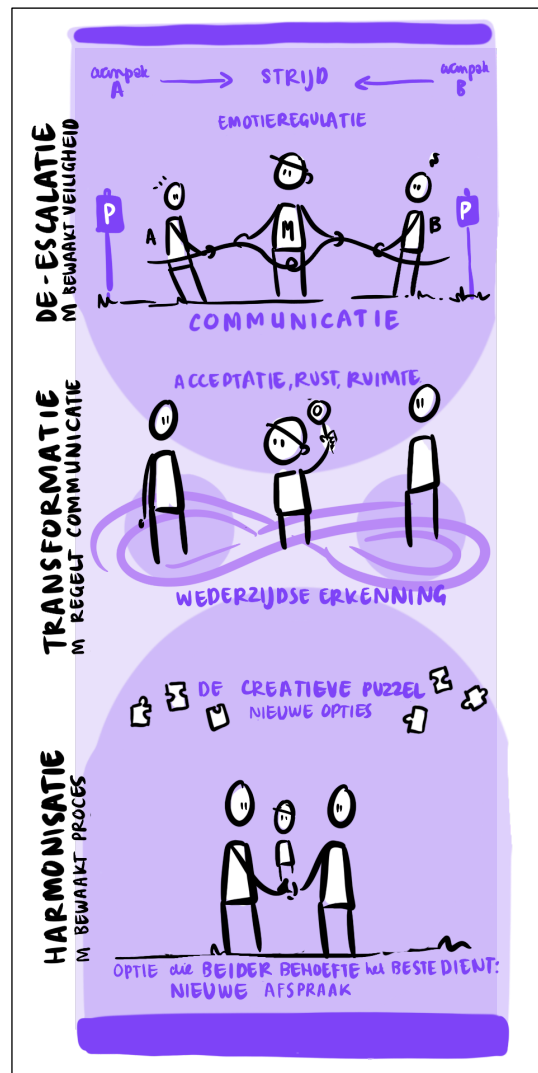 aanpak A → STRIJD ← aanpak B
EMOTIEREGULATIE
P
A
M
B
P
COMMUNICATIE
DE-ESCALATIE
M BEWAAKT VEILIGHEID
ACCEPTATIE, RUST, RUIMTE
WEDERZIJDSE ERKENNING
TRANSFORMATIE
M REGELT COMMUNICATIE
DE CREATIEVE PUZZEL
NIEUWE OPTIES
HARMONISATIE
M BEWAAKT PROCES
OPTIE die BEIDER BEHOEFTE het BESTE DIENT:
NIEUWE AFSPRAAK